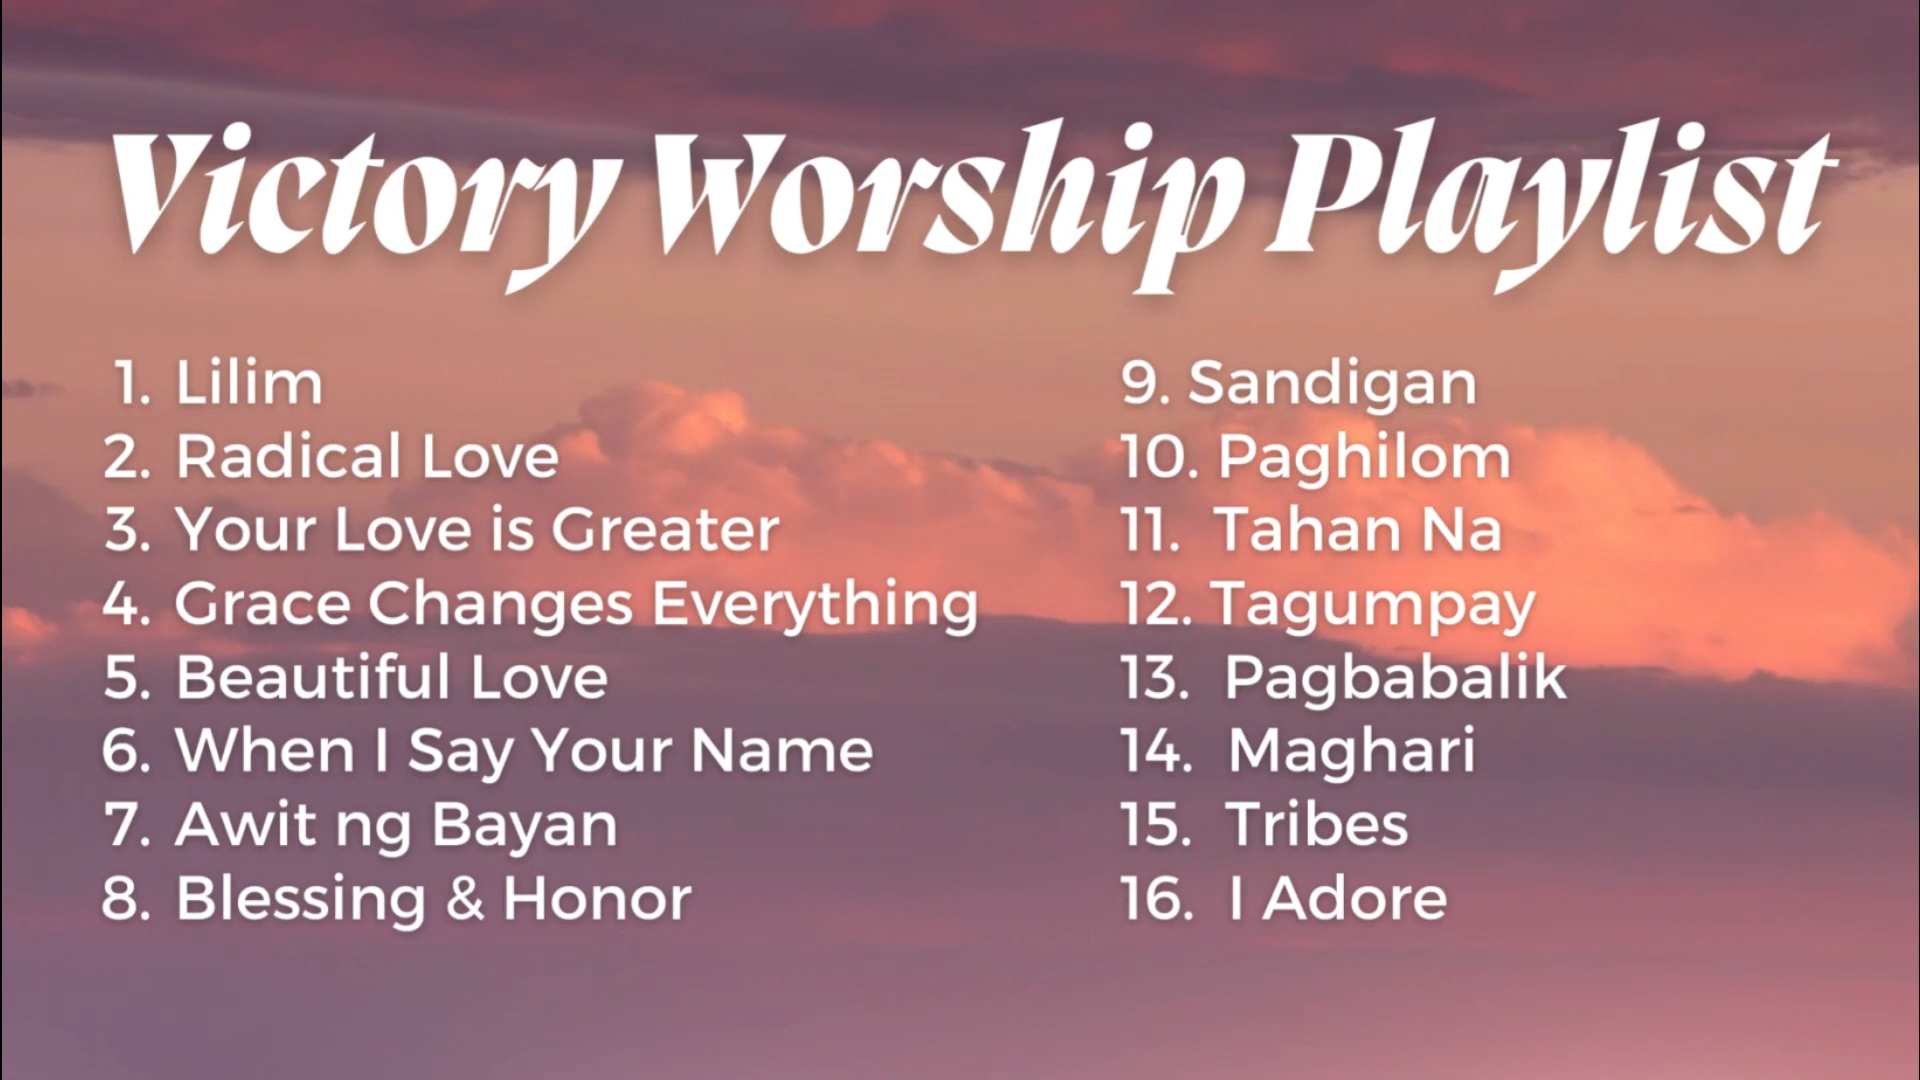 Victory Worship Playlist
1. Lilim
2. Radical Love
3. Your Love is Greater
4. Grace Changes Everything
5. Beautiful Love
6. When I Say Your Name
7. Awit ng Bayan
8. Blessing & Honor
9. Sandigan
10. Paghilom
11. Tahan Na
12. Tagumpay
13. Pagbabalik
14. Maghari
15. Tribes
16. I Adore